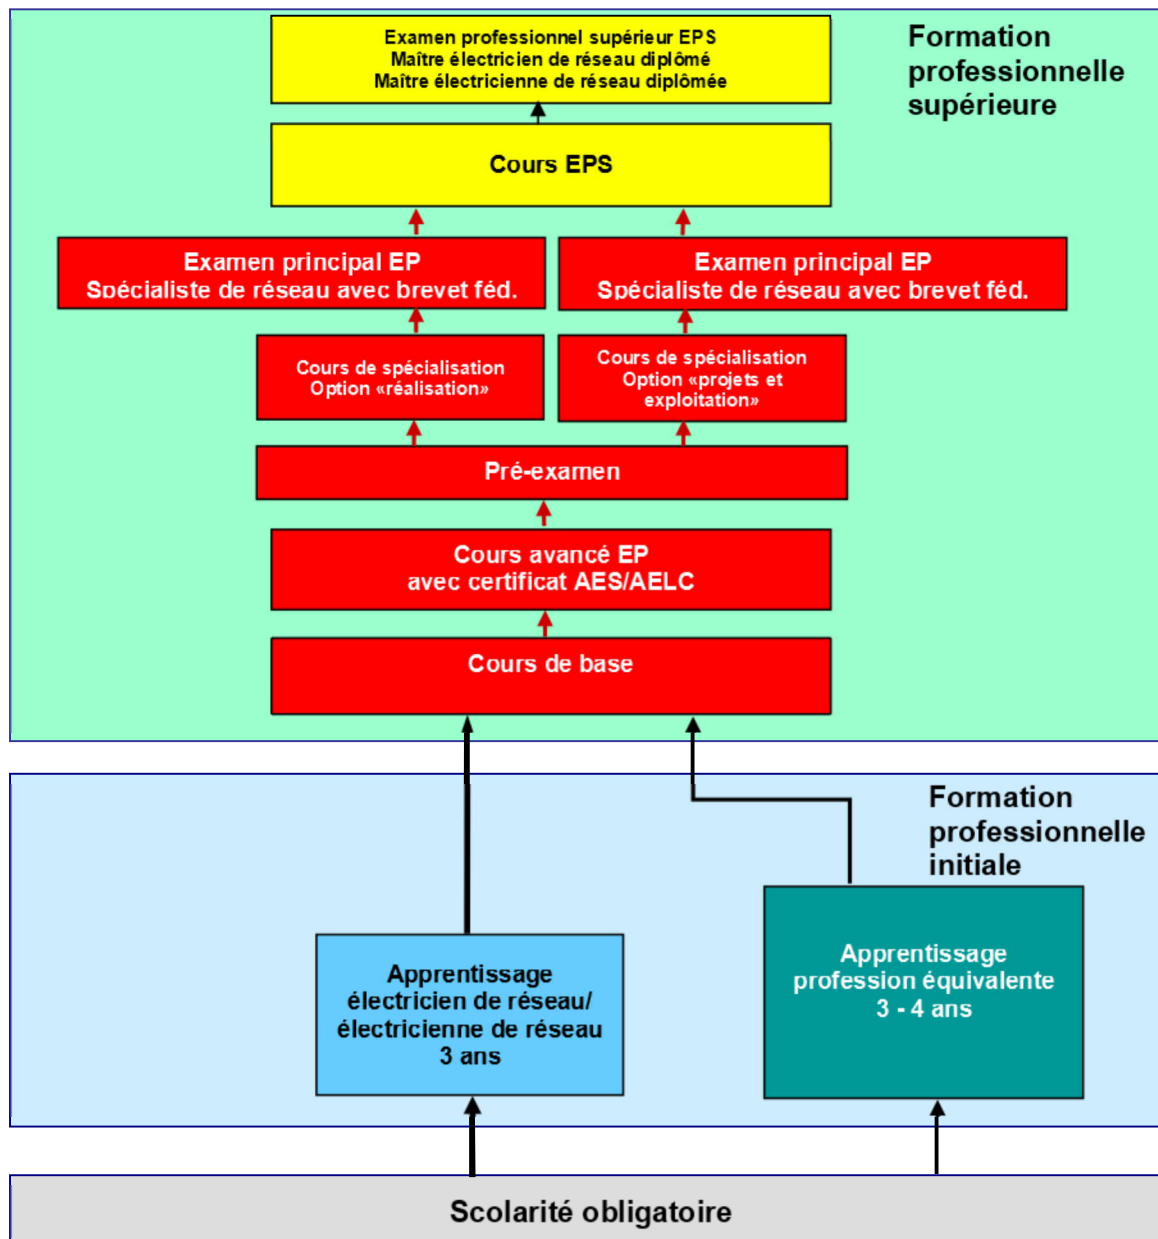 Examen professionnel supérieur EPS
Maître électricien de réseau diplômé
Maître électricienne de réseau diplômée
Formation
professionnelle
supérieure
Cours EPS
Examen principal EP
Spécialiste de réseau avec brevet féd.
Examen principal EP
Spécialiste de réseau avec brevet féd.
Cours de spécialisation
Option «réalisation»
Cours de spécialisation
Option «projets et
exploitation»
Pré-examen
Cours avancé EP
avec certificat AES/AELC
Cours de base
Formation
professionnelle
initiale
Apprentissage
électricien de réseau/
électricienne de réseau
3 ans
Apprentissage
profession équivalente
3 - 4 ans
Scolarité obligatoire